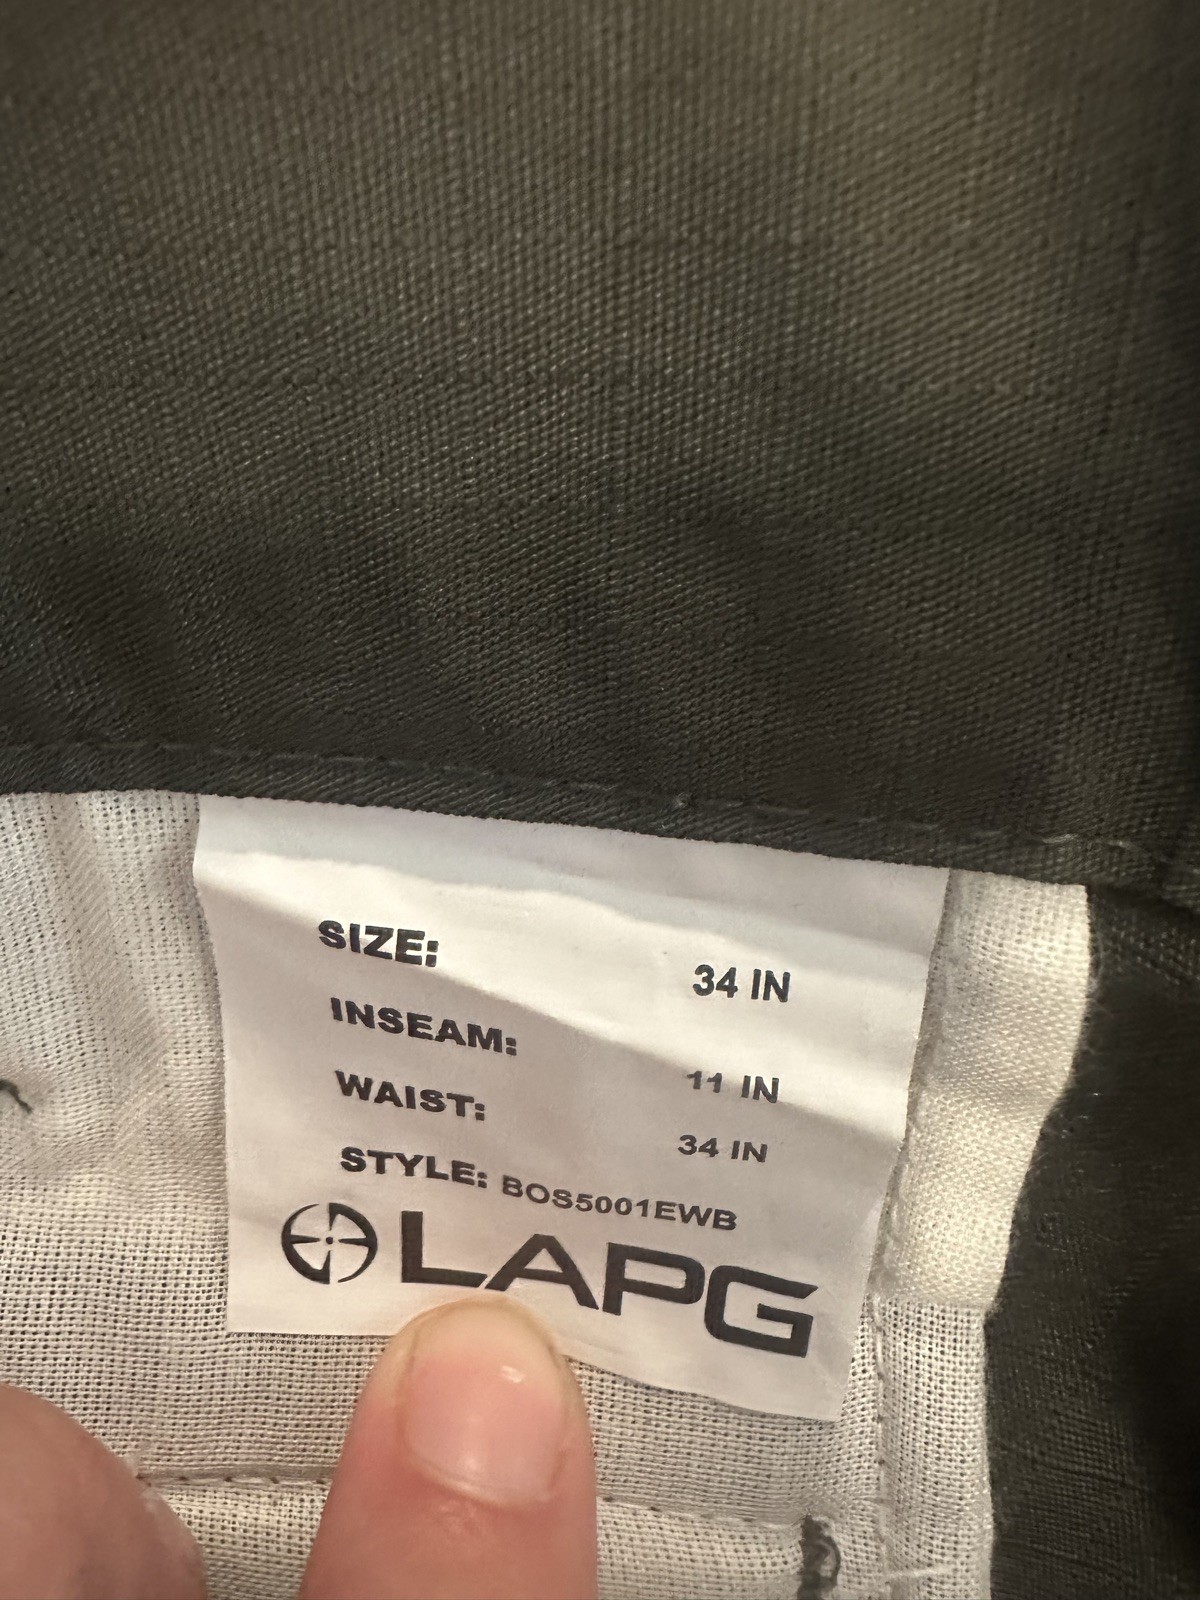 SIZE: 34 IN
INSEAM: 11 IN
WAIST: 34 IN
STYLE: BOS5001EWB
LAPG